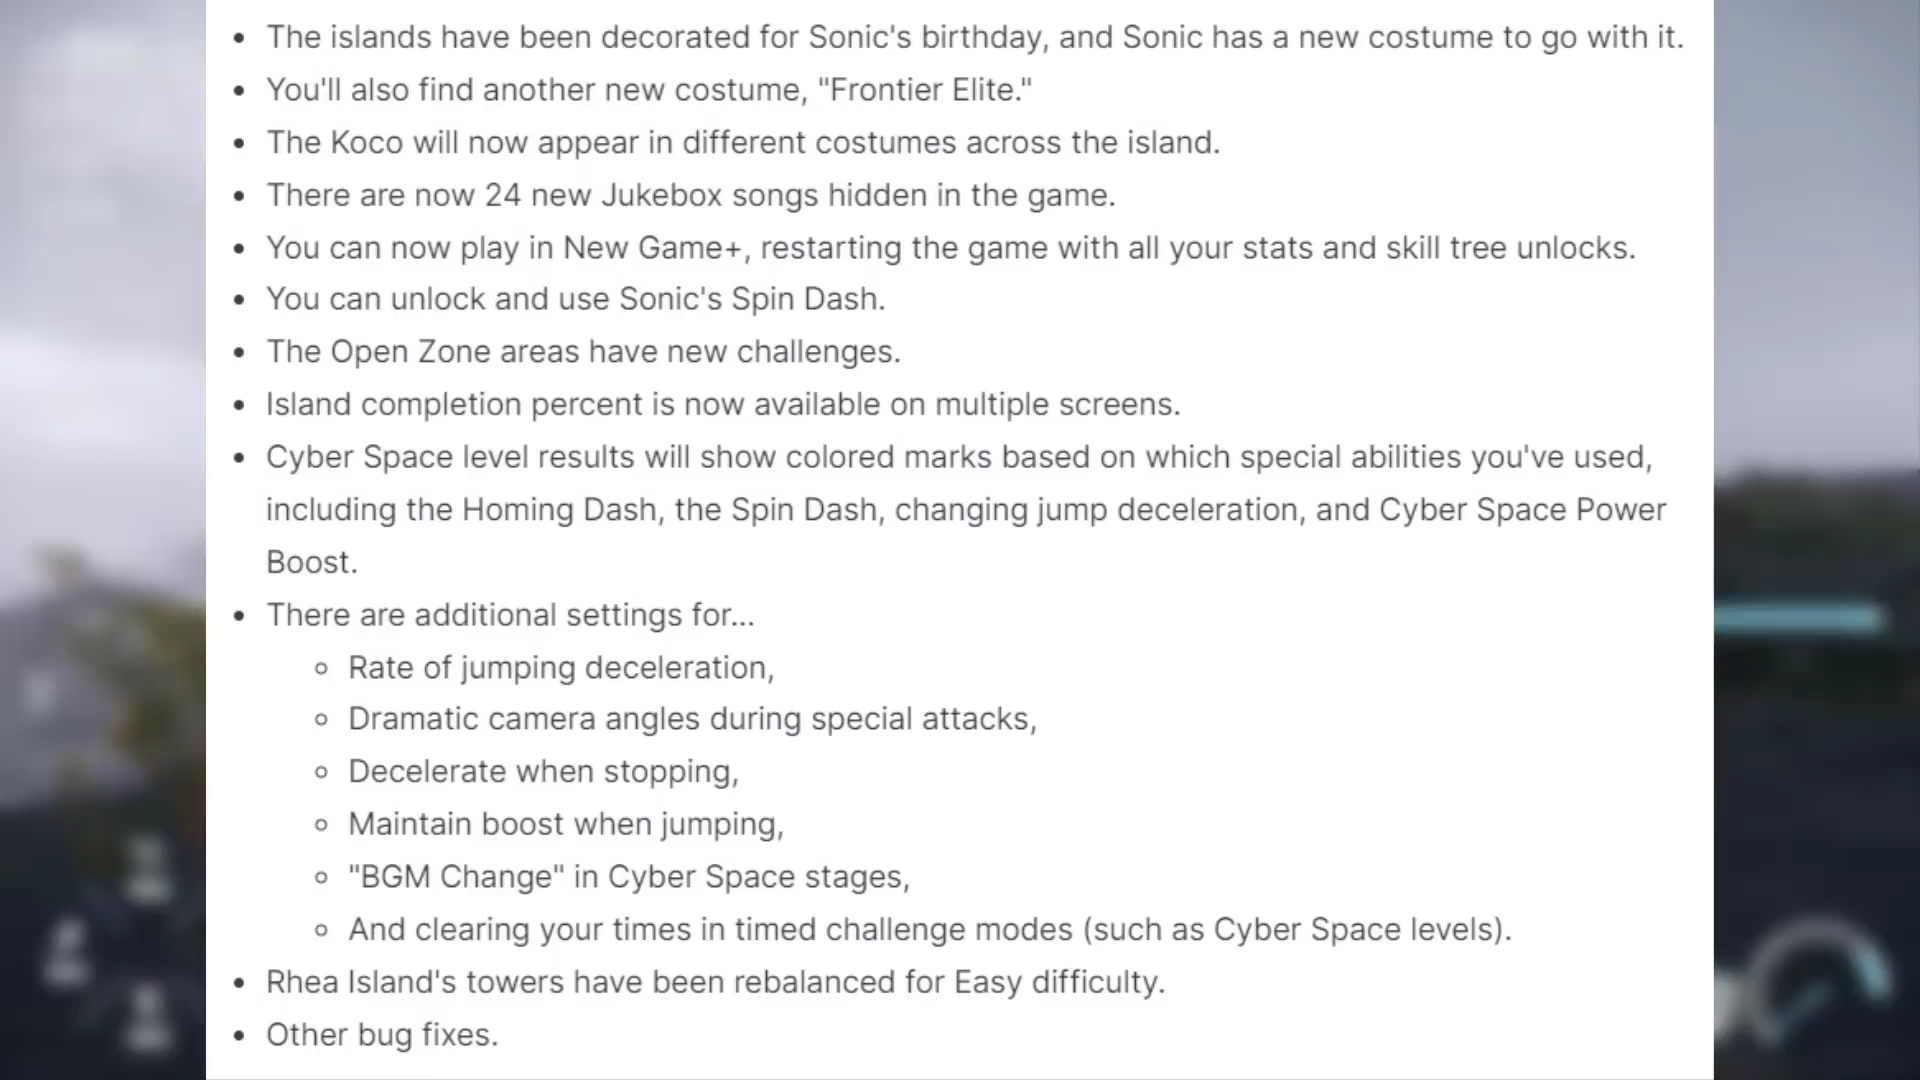 • The islands have been decorated for Sonic's birthday, and Sonic has a new costume to go with it.
• You'll also find another new costume, "Frontier Elite."
• The Koco will now appear in different costumes across the island.
• There are now 24 new Jukebox songs hidden in the game.
• You can now play in New Game+, restarting the game with all your stats and skill tree unlocks.
• You can unlock and use Sonic's Spin Dash.
• The Open Zone areas have new challenges.
• Island completion percent is now available on multiple screens.
• Cyber Space level results will show colored marks based on which special abilities you've used,
including the Homing Dash, the Spin Dash, changing jump deceleration, and Cyber Space Power
Boost.
• There are additional settings for...
◦ Rate of jumping deceleration,
◦ Dramatic camera angles during special attacks,
◦ Decelerate when stopping,
◦ Maintain boost when jumping,
◦ "BGM Change" in Cyber Space stages,
◦ And clearing your times in timed challenge modes (such as Cyber Space levels).
• Rhea Island's towers have been rebalanced for Easy difficulty.
• Other bug fixes.